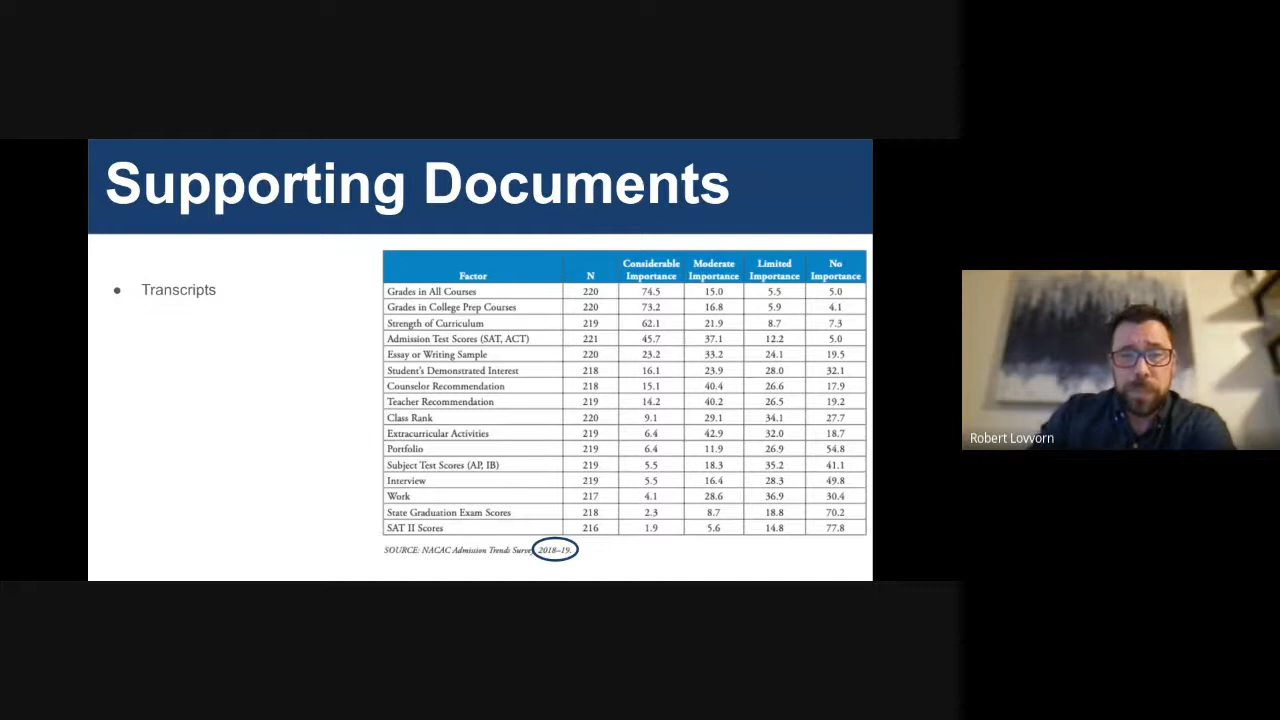 Supporting Documents
● Transcripts
Factor N Considerable Importance Moderate Importance Limited Importance No Importance
Grades in All Courses 220 74.5 15.0 5.5 5.0
Grades in College Prep Courses 220 73.2 16.8 5.9 4.1
Strength of Curriculum 219 62.1 21.9 8.7 7.3
Admission Test Scores (SAT, ACT) 221 45.7 37.1 12.2 5.0
Essay or Writing Sample 220 23.2 33.2 24.1 19.5
Student's Demonstrated Interest 218 16.1 23.9 28.0 32.1
Counselor Recommendation 218 15.1 40.4 26.6 17.9
Teacher Recommendation 219 14.2 40.2 26.5 19.2
Class Rank 220 9.1 29.1 34.1 27.7
Extracurricular Activities 219 6.4 42.9 32.0 18.7
Portfolio 219 6.4 11.9 26.9 54.8
Subject Test Scores (AP, IB) 219 5.5 18.3 35.2 41.1
Interview 219 5.5 16.4 28.3 49.8
Work 217 4.1 28.6 36.9 30.4
State Graduation Exam Scores 218 2.3 8.7 18.8 70.2
SAT II Scores 216 1.9 5.6 14.8 77.8
SOURCE: NACAC Admission Trends Survey, 2018–19.
Robert Lovvorn